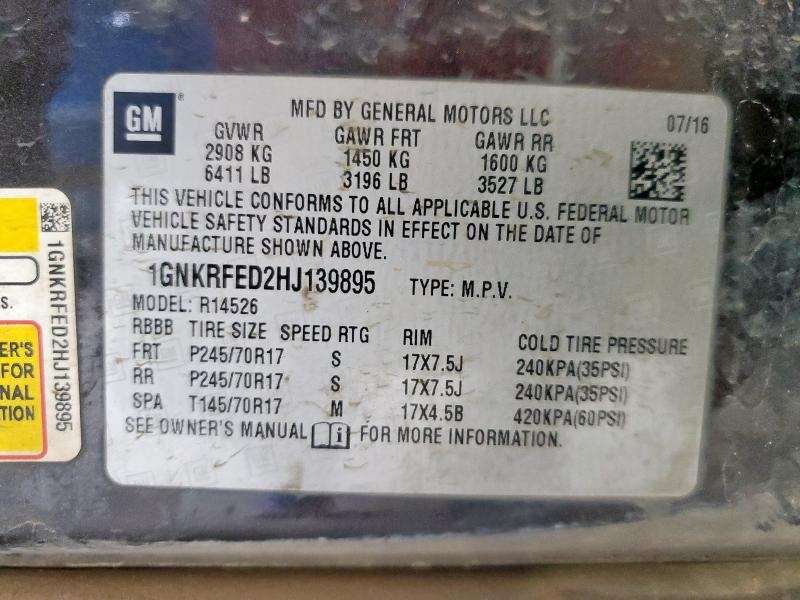 GM
MFD BY GENERAL MOTORS LLC
07/16
GVWR GAWR FRT GAWR RR
2908 KG 1450 KG 1600 KG
6411 LB 3196 LB 3527 LB
THIS VEHICLE CONFORMS TO ALL APPLICABLE U.S. FEDERAL MOTOR
VEHICLE SAFETY STANDARDS IN EFFECT ON THE DATE OF
MANUFACTURE SHOWN ABOVE.
1GNKRFED2HJ139895 TYPE: M.P.V.
MODEL: R14526
RBBB TIRE SIZE SPEED RTG RIM COLD TIRE PRESSURE
FRT P245/70R17 S 17X7.5J 240KPA(35PSI)
RR P245/70R17 S 17X7.5J 240KPA(35PSI)
SPA T145/70R17 M 17X4.5B 420KPA(60PSI)
SEE OWNER'S MANUAL i FOR MORE INFORMATION.
1GNKRFED2HJ139895
S.
ER'S
FOR
NAL
TION